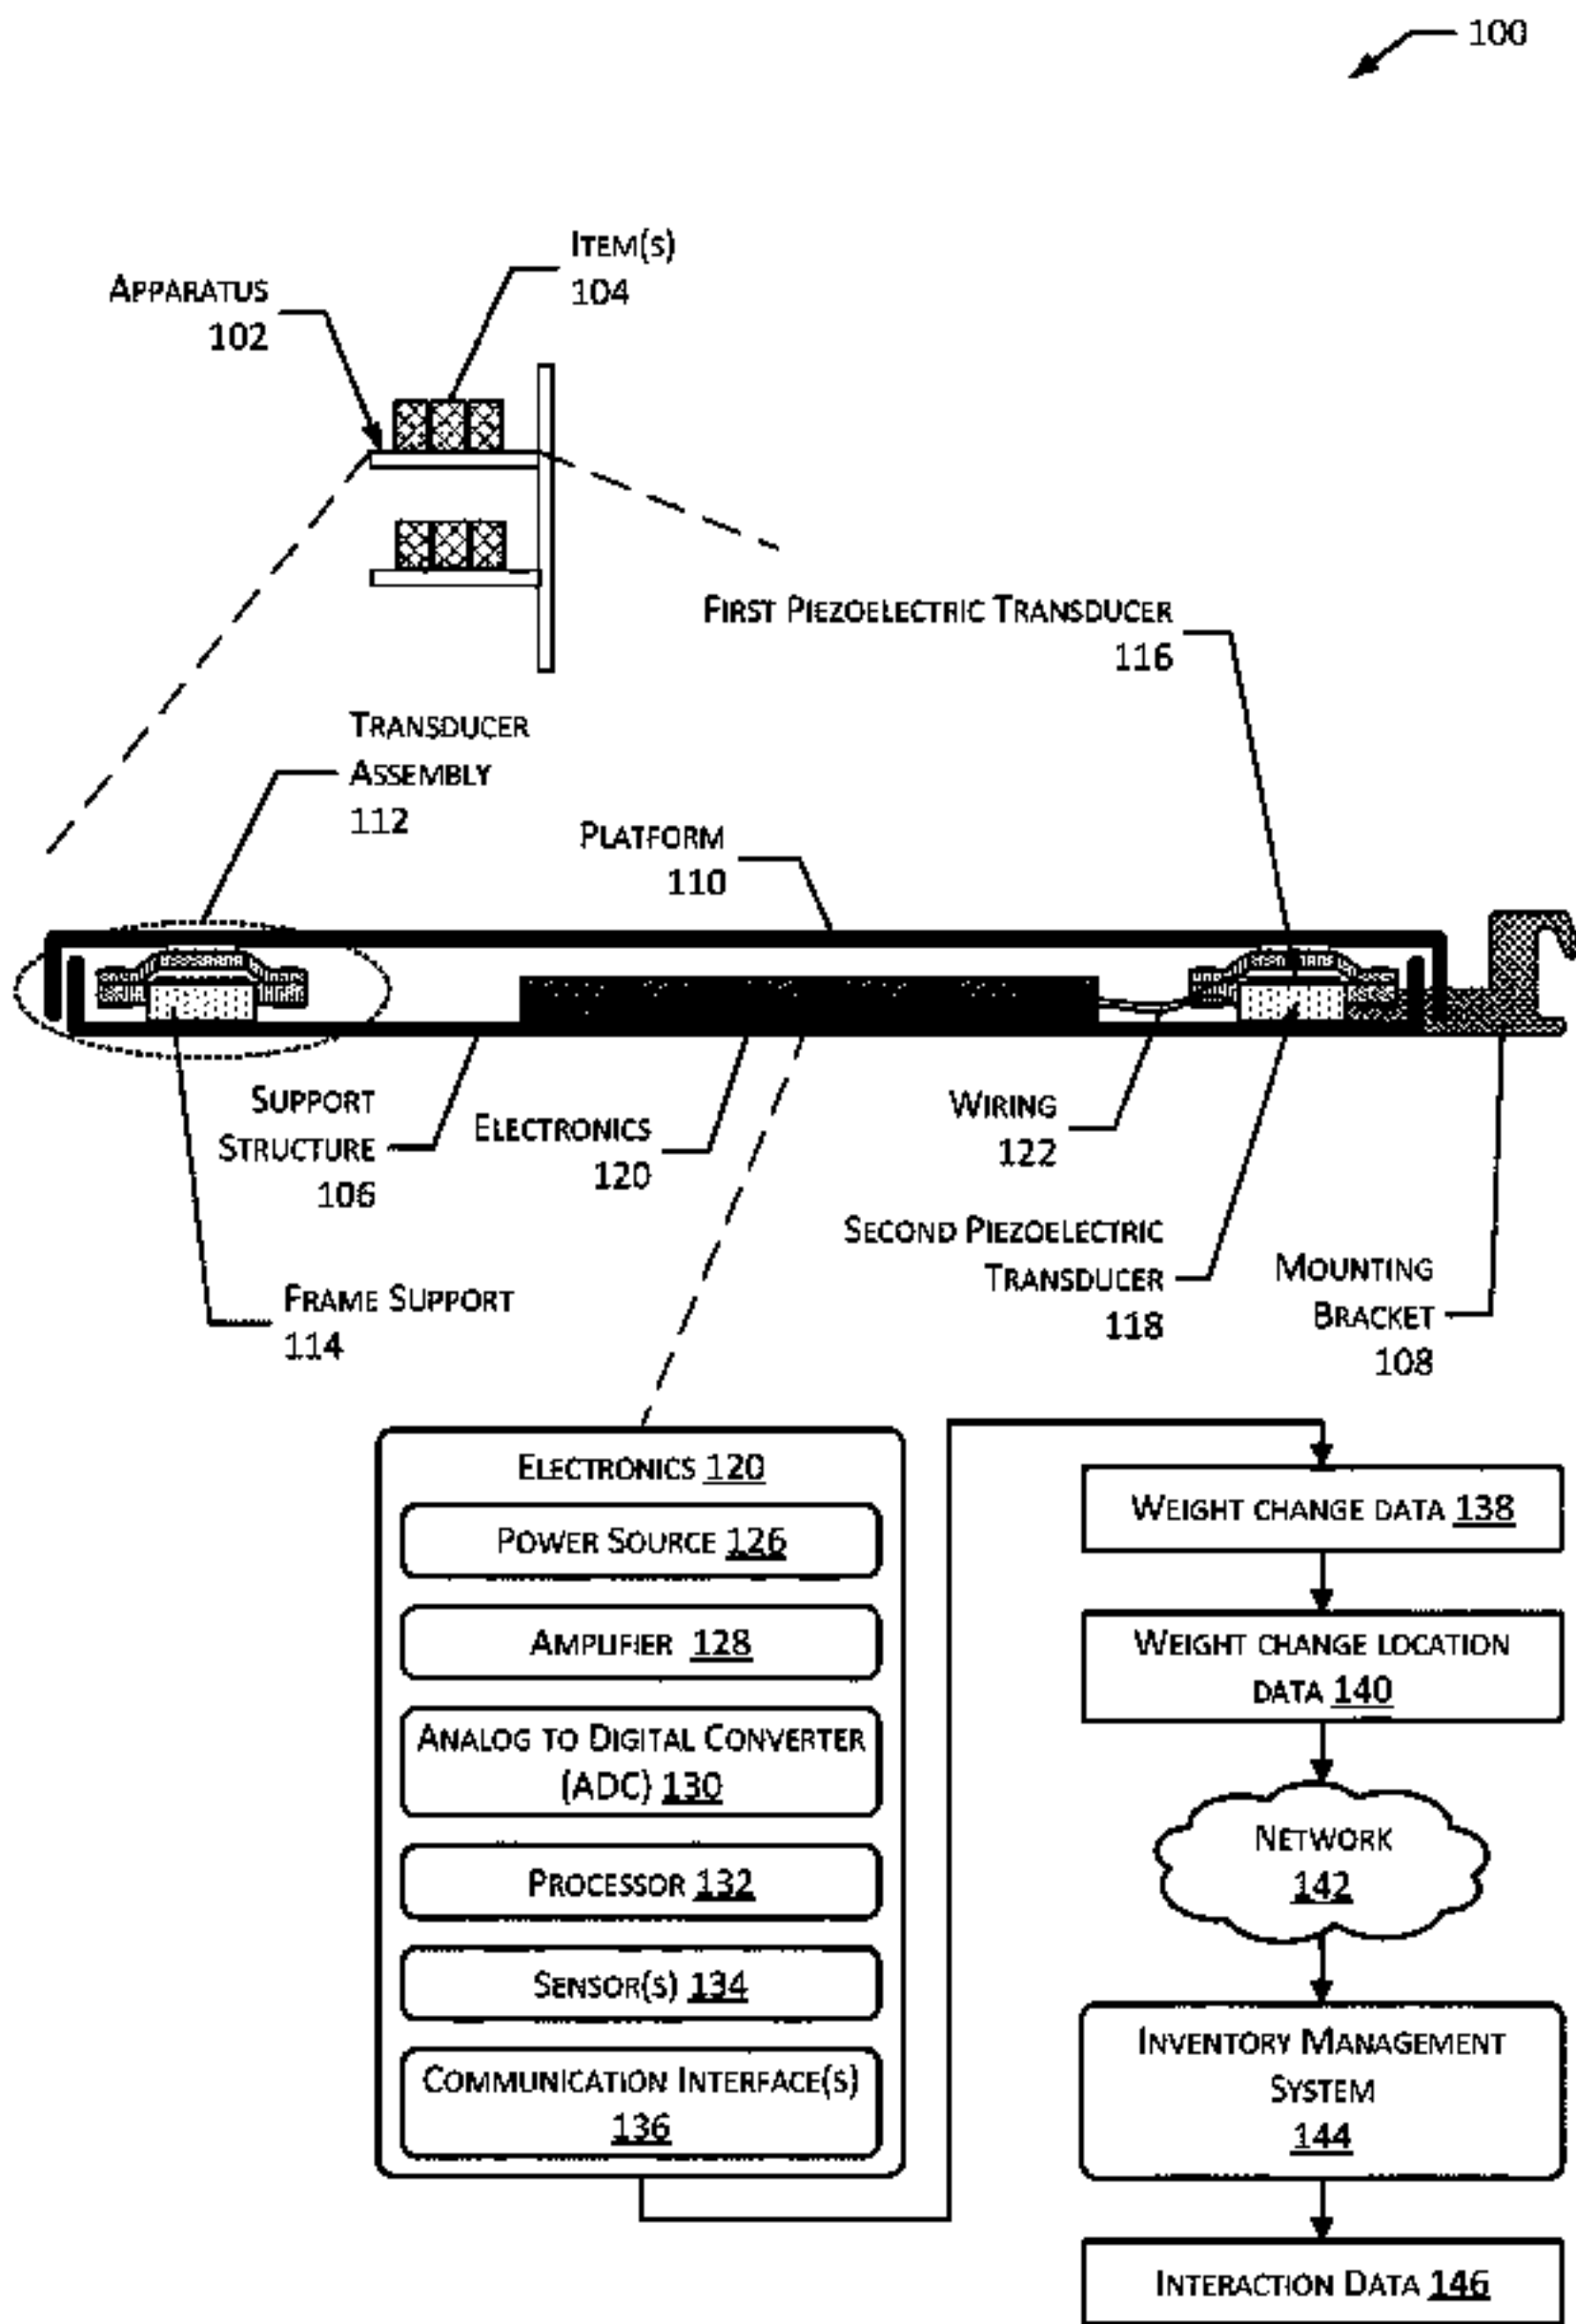 100
Item(s)
104
Apparatus
102
First Piezoelectric Transducer
116
Transducer
Assembly
112
Platform
110
Support
Structure
106
Electronics
120
Wiring
122
Second Piezoelectric
Transducer
118
Mounting
Bracket
108
Frame Support
114
Electronics 120
Power Source 126
Amplifier 128
Analog to Digital Converter
(ADC) 130
Processor 132
Sensor(s) 134
Communication Interface(s)
136
Weight change data 138
Weight change location
data 140
Network
142
Inventory Management
System
144
Interaction Data 146